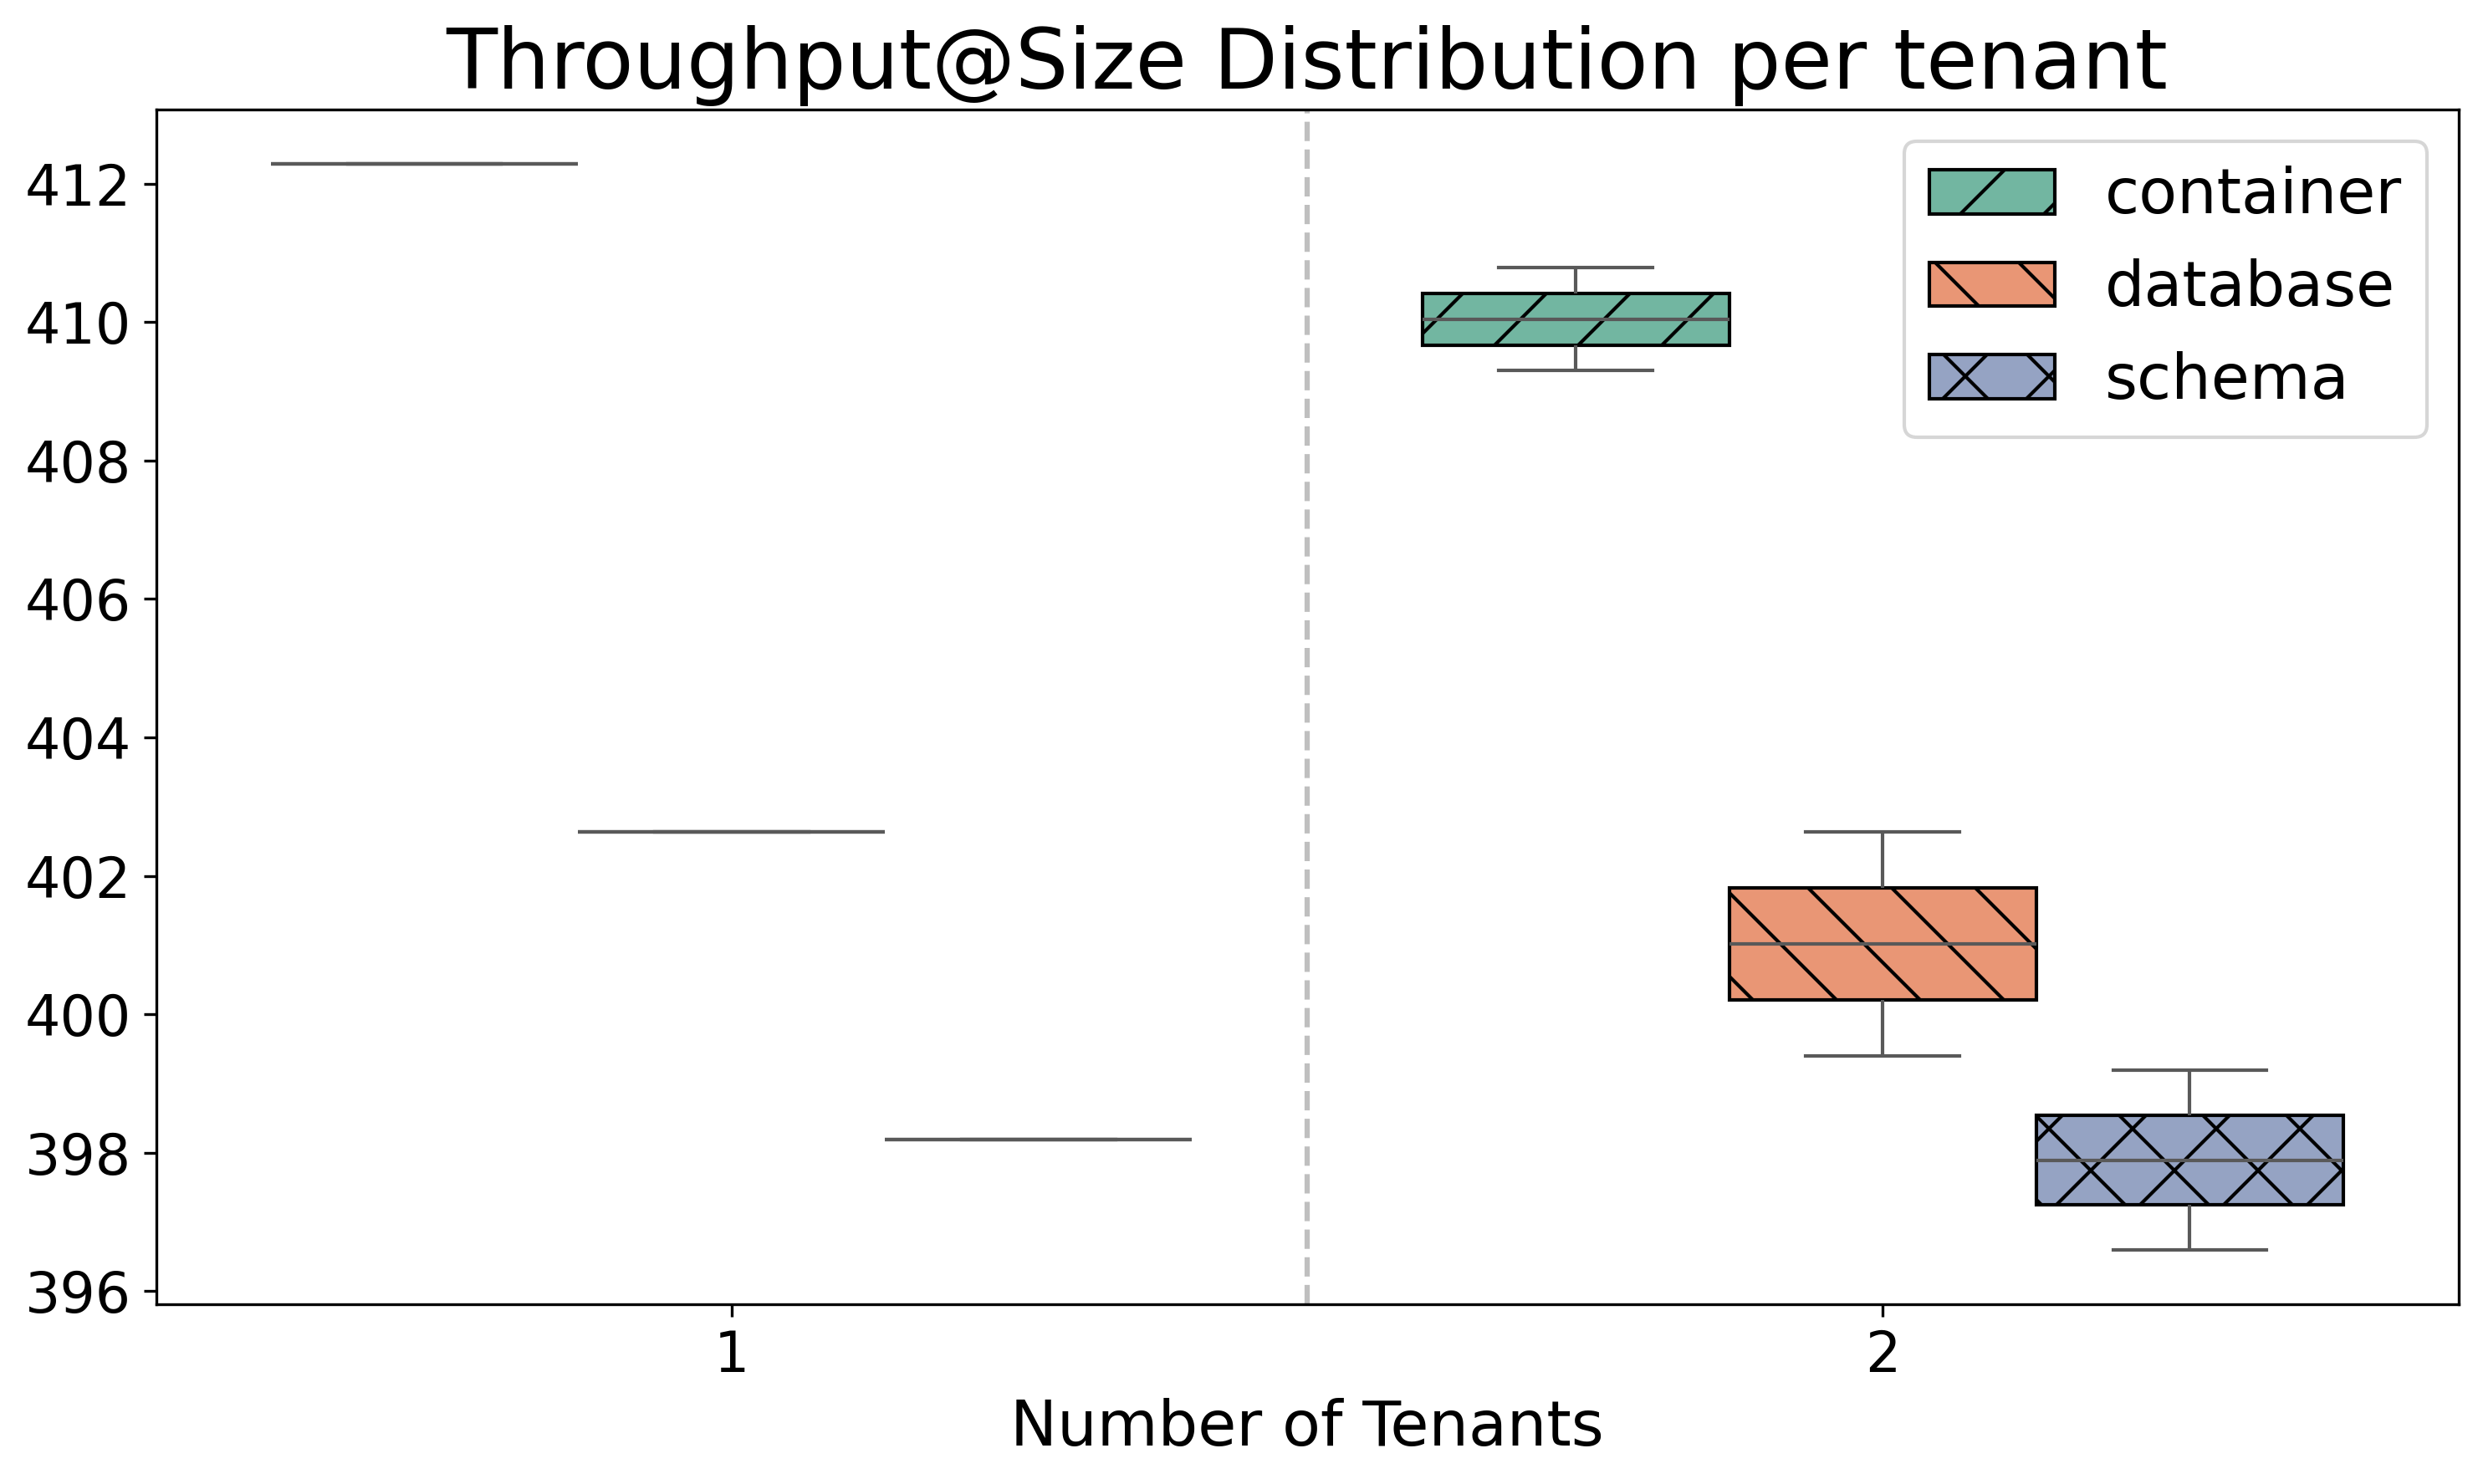 Throughput@Size Distribution per tenant
412
410
408
406
404
402
400
398
396
container
database
schema
1
2
Number of Tenants